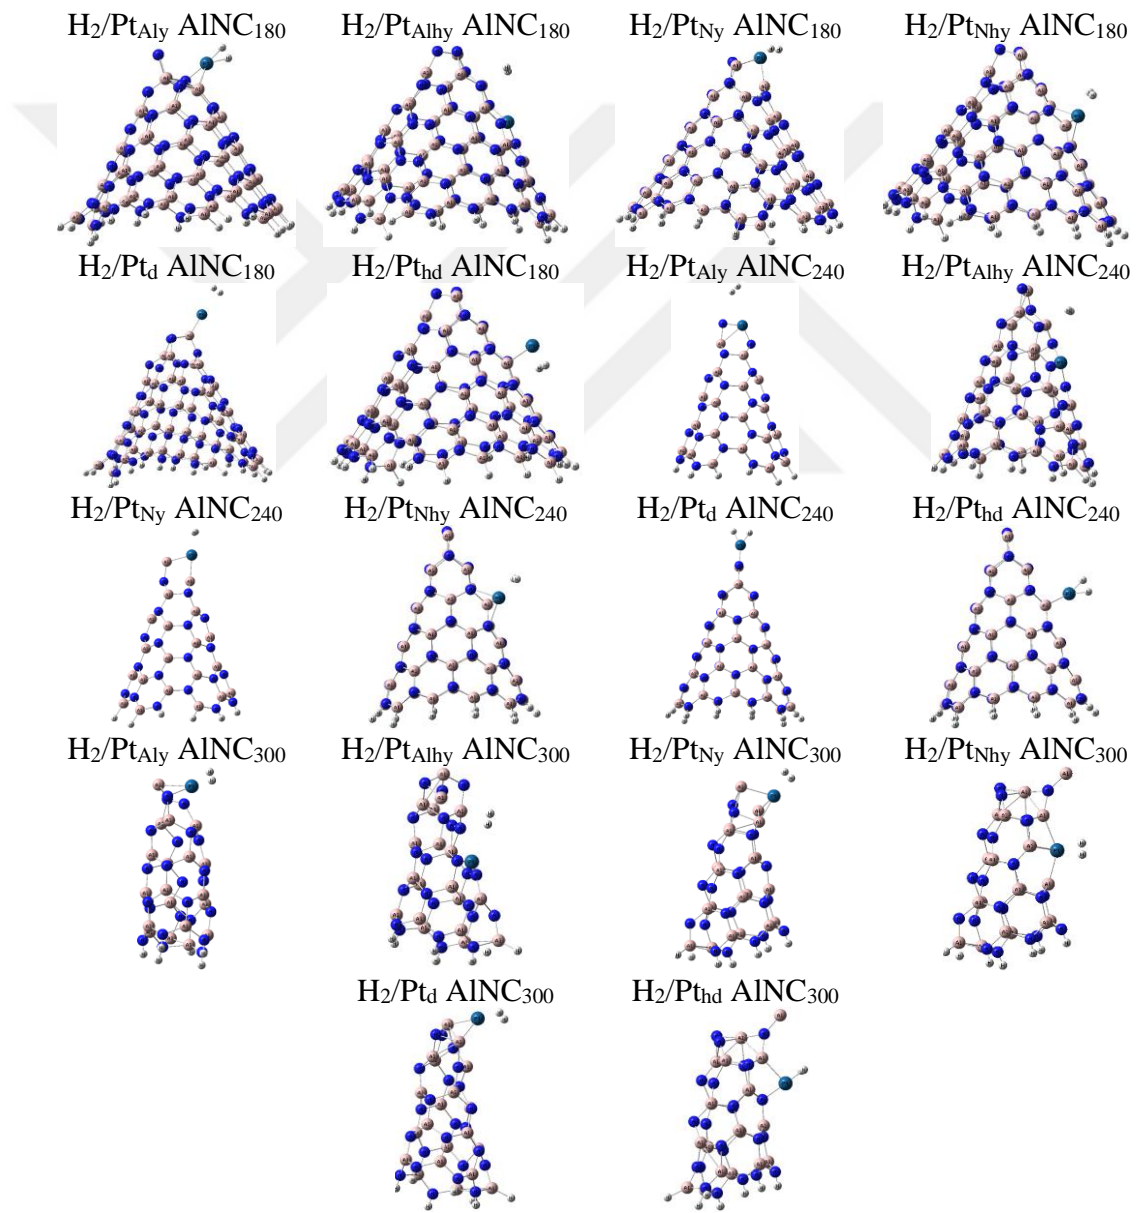 H2/PtAly AlNC180 H2/PtAlhy AlNC180 H2/PtNy AlNC180 H2/PtNhy AlNC180
H2/Ptd AlNC180 H2/Pthd AlNC180 H2/PtAly AlNC240 H2/PtAlhy AlNC240
H2/PtNy AlNC240 H2/PtNhy AlNC240 H2/Ptd AlNC240 H2/Pthd AlNC240
H2/PtAly AlNC300 H2/PtAlhy AlNC300 H2/PtNy AlNC300 H2/PtNhy AlNC300
H2/Ptd AlNC300 H2/Pthd AlNC300